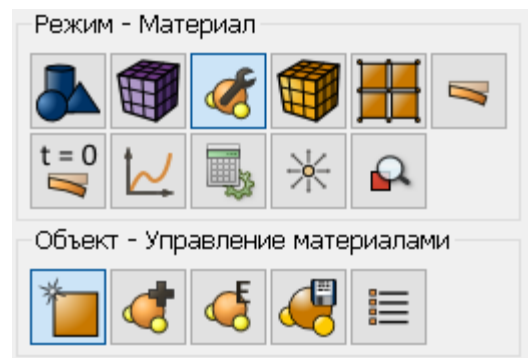 Режим - Материал
t = 0
Объект - Управление материалами
E